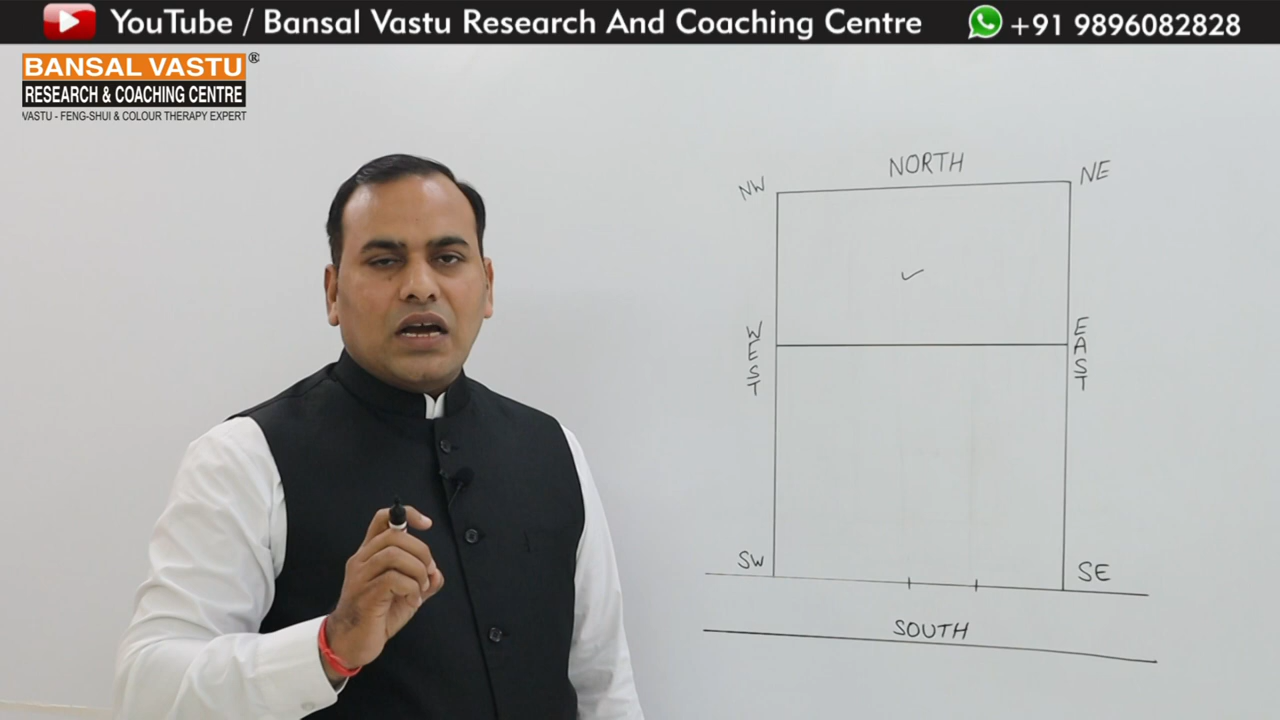 YouTube / Bansal Vastu Research And Coaching Centre
+91 9896082828
BANSAL VASTU®
RESEARCH & COACHING CENTRE
VASTU - FENG-SHUI & COLOUR THERAPY EXPERT
NORTH
NW
NE
WEST
EAST
SW
SE
SOUTH